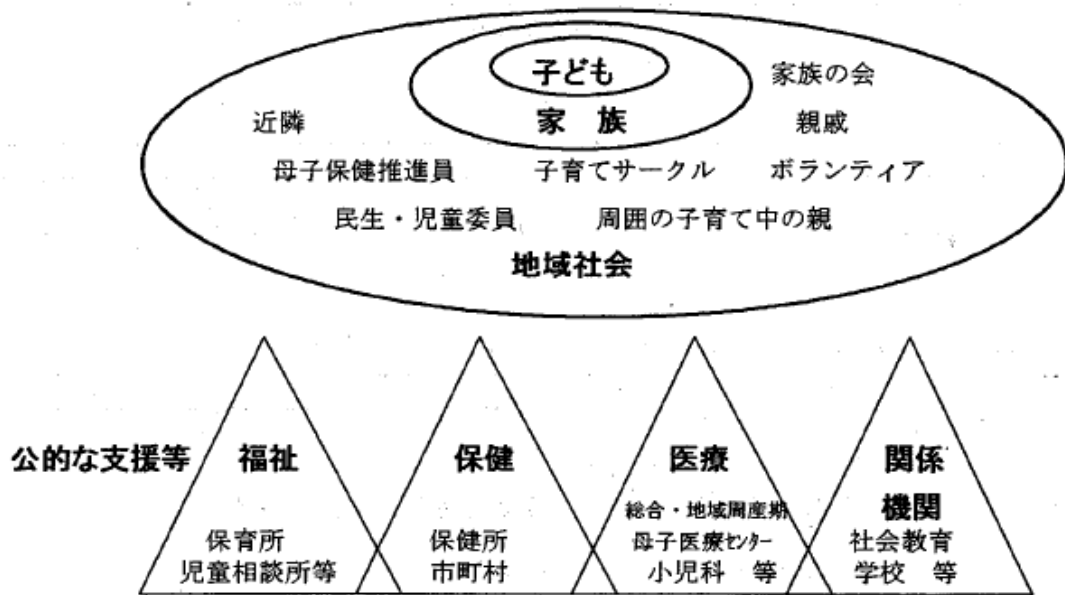 子ども
家族の会
近隣
家　族
親戚
母子保健推進員　子育てサークル　ボランティア
民生・児童委員　周囲の子育て中の親
地域社会
公的な支援等
福祉
保育所
児童相談所等
保健
保健所
市町村
医療
総合・地域周産期
母子医療センター
小児科　等
関係
機関
社会教育
学校　等